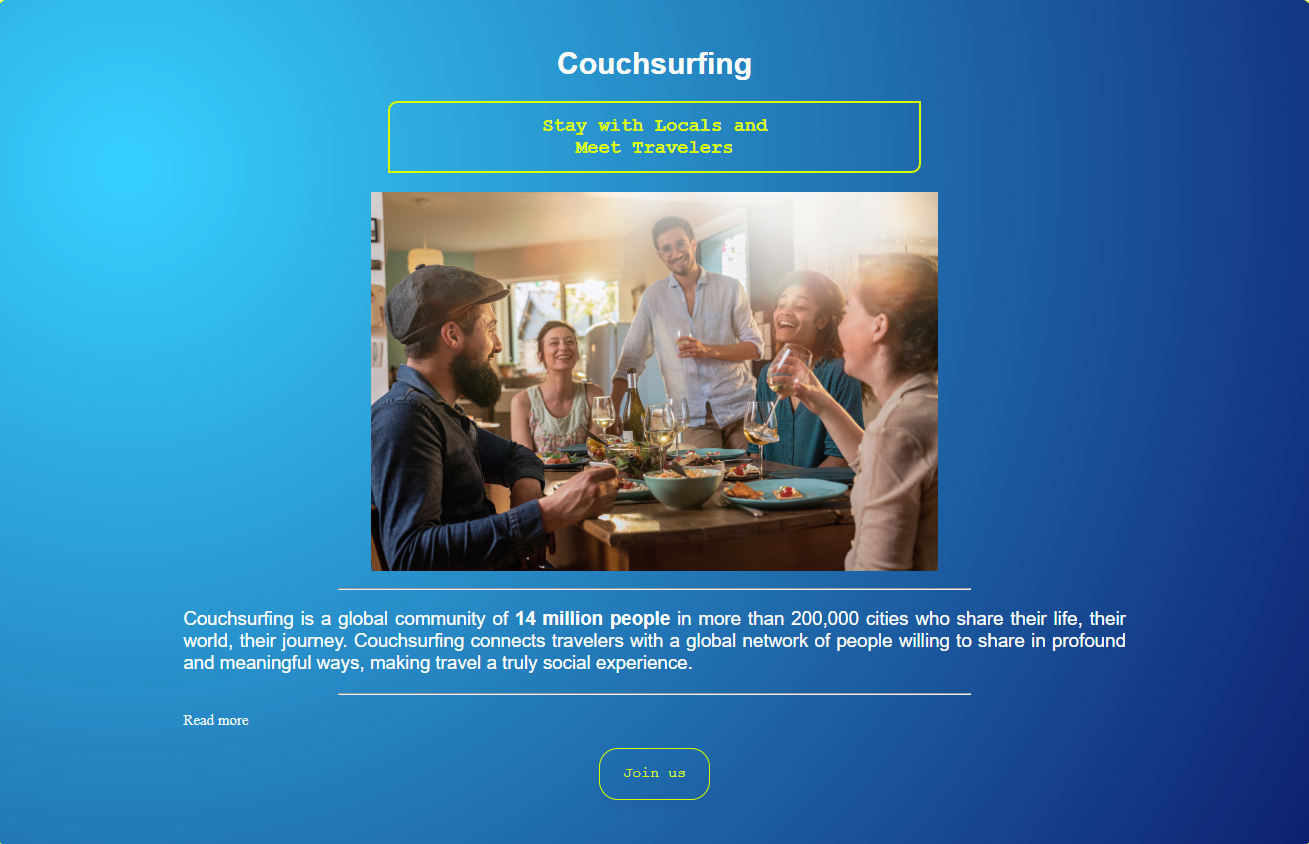 Couchsurfing
Stay with Locals and
Meet Travelers
Couchsurfing is a global community of 14 million people in more than 200,000 cities who share their life, their
world, their journey. Couchsurfing connects travelers with a global network of people willing to share in profound
and meaningful ways, making travel a truly social experience.
Read more
Join us